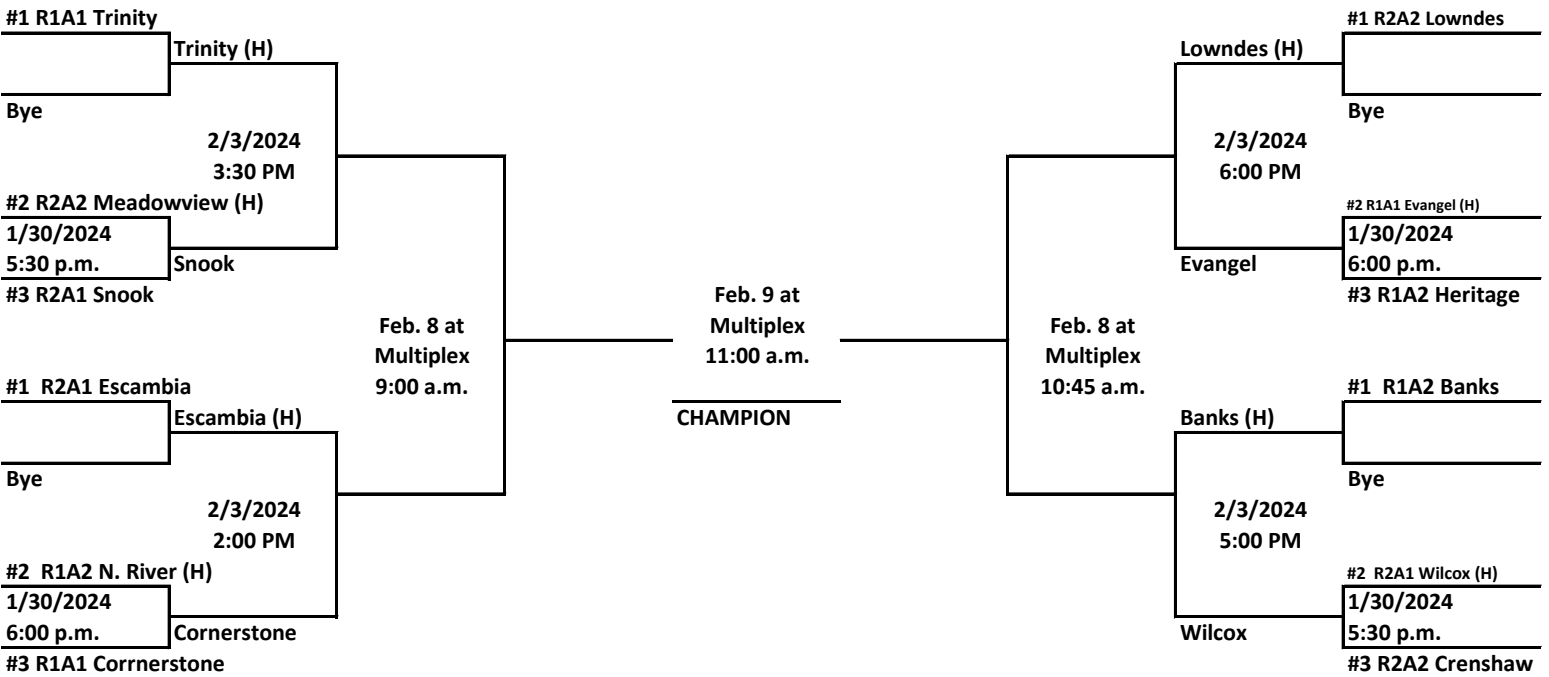 #1 R1A1 Trinity
Trinity (H)
Bye
2/3/2024
3:30 PM
#2 R2A2 Meadowview (H)
1/30/2024
5:30 p.m.
Snook
#3 R2A1 Snook
Feb. 8 at
Multiplex
9:00 a.m.
#1 R2A1 Escambia
Escambia (H)
Bye
2/3/2024
2:00 PM
#2 R1A2 N. River (H)
1/30/2024
6:00 p.m.
Cornerstone
#3 R1A1 Corrnerstone
Feb. 9 at
Multiplex
11:00 a.m.
CHAMPION
#1 R2A2 Lowndes
Lowndes (H)
Bye
2/3/2024
6:00 PM
#2 R1A1 Evangel (H)
1/30/2024
Evangel
6:00 p.m.
#3 R1A2 Heritage
Feb. 8 at
Multiplex
10:45 a.m.
#1 R1A2 Banks
Banks (H)
Bye
2/3/2024
5:00 PM
#2 R2A1 Wilcox (H)
1/30/2024
Wilcox
5:30 p.m.
#3 R2A2 Crenshaw